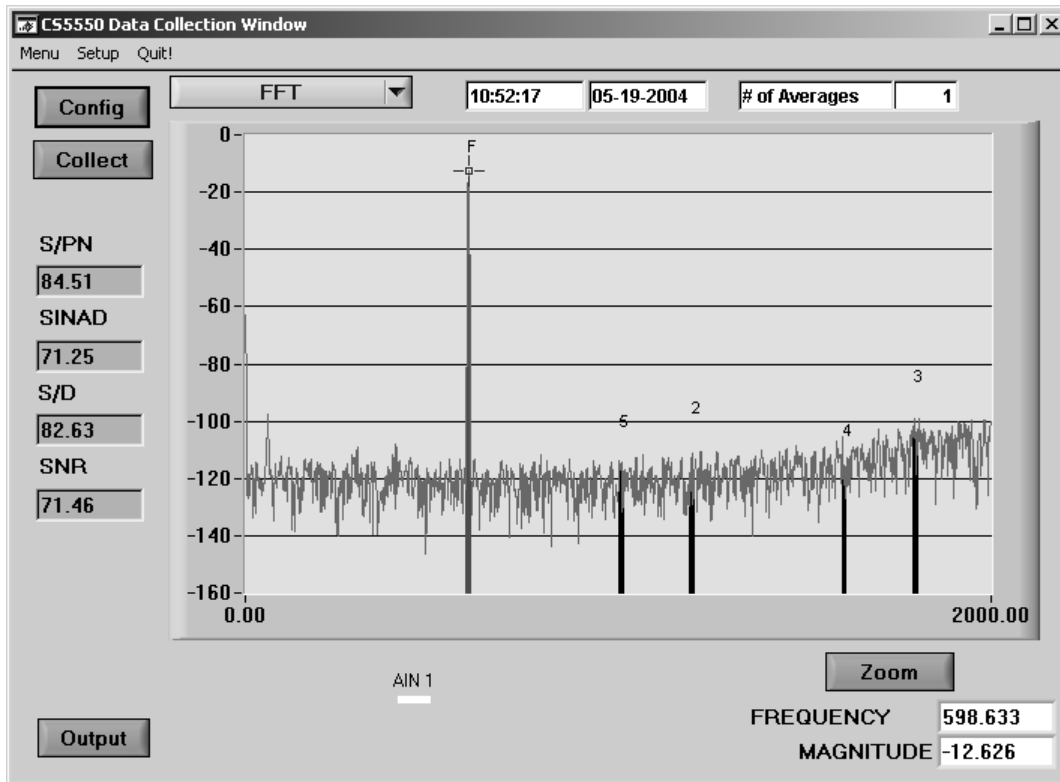 CS5550 Data Collection Window
Menu Setup Quit!
Config
FFT
10:52:17
05-19-2004
# of Averages
1
Collect
S/PN
84.51
SINAD
71.25
S/D
82.63
SNR
71.46
0
-20
-40
-60
-80
-100
-120
-140
-160
F
5
2
4
3
0.00
2000.00
AIN 1
Zoom
FREQUENCY 598.633
MAGNITUDE -12.626
Output